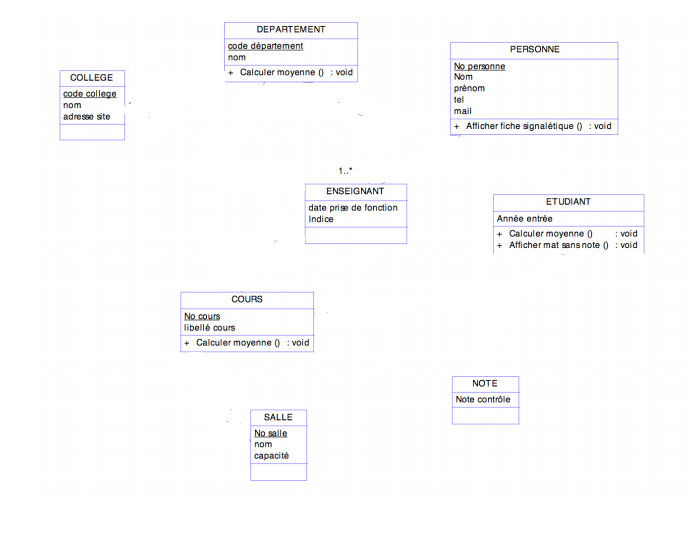 DEPARTEMENT
code département
nom
+ Calculer moyenne () : void
PERSONNE
No personne
Nom
prénom
tel
mail
+ Afficher fiche signalétique () : void
COLLEGE
code college
nom
adresse site
1..*
ENSEIGNANT
date prise de fonction
Indice
ETUDIANT
Année entrée
+ Calculer moyenne () : void
+ Afficher mat sans note () : void
COURS
No cours
libellé cours
+ Calculer moyenne () : void
NOTE
Note contrôle
SALLE
No salle
nom
capacité